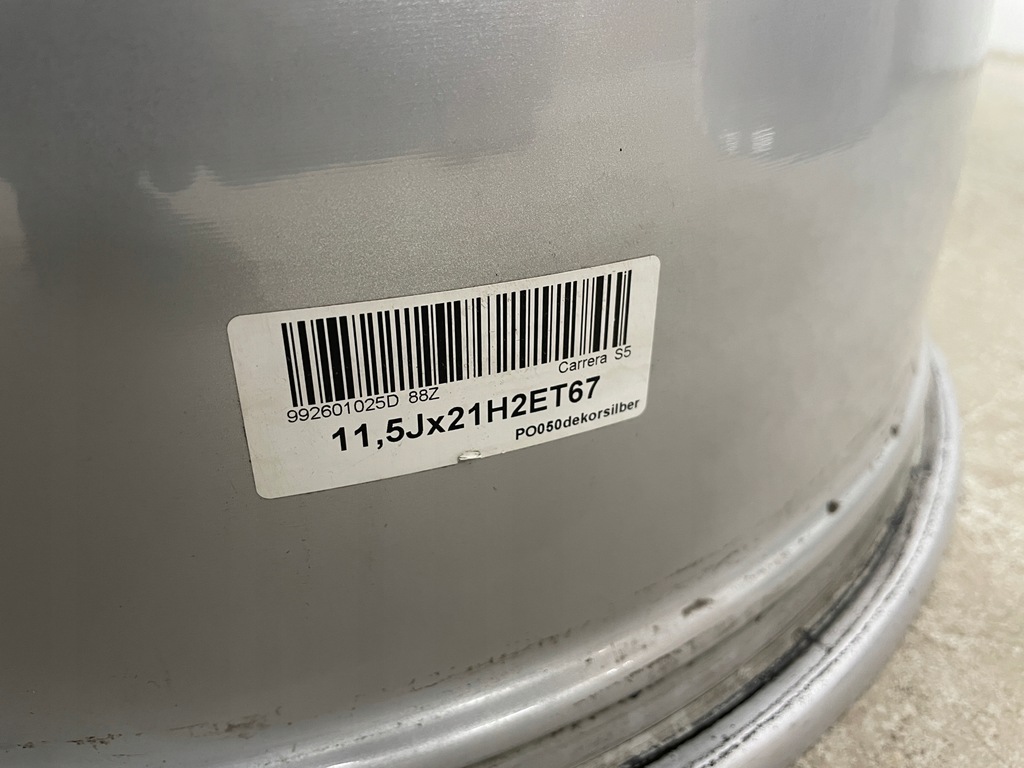 992601025D 88Z Carrera S5
11,5Jx21H2ET67
PO050dekorsilber